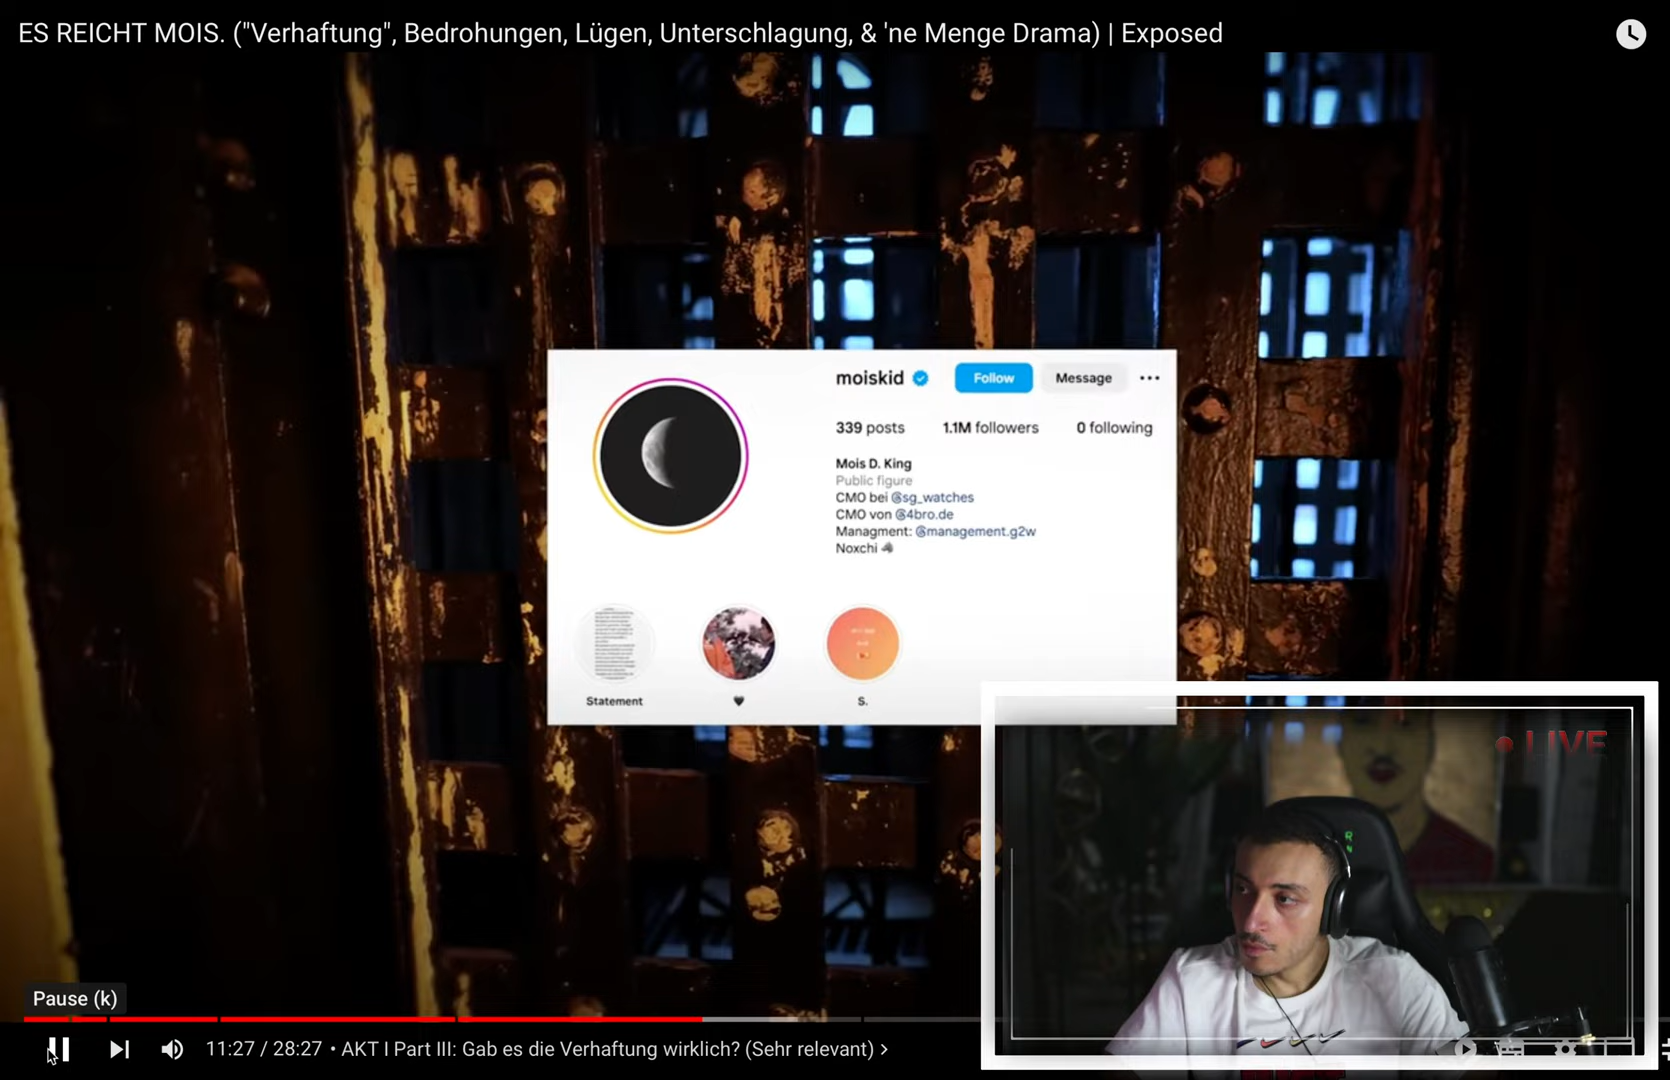 ES REICHT MOIS. ("Verhaftung", Bedrohungen, Lügen, Unterschlagung, & 'ne Menge Drama) | Exposed
moiskid Follow Message
339 posts 1.1M followers 0 following
Mois D. King
Public figure
CMO bei @sg_watches
CMO von @4bro.de
Managment: @management.g2w
Noxchi
Statement
S.
LIVE
Pause (k)
11:27 / 28:27 • AKT I Part III: Gab es die Verhaftung wirklich? (Sehr relevant) >